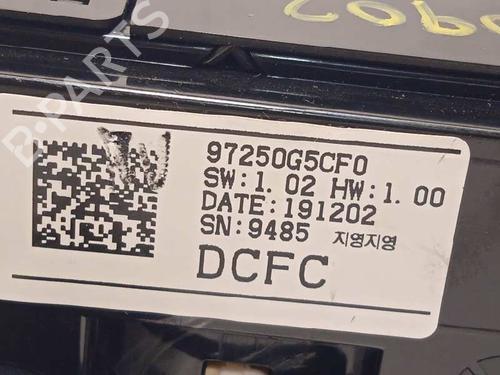 B-PARTS
97250G5CF0
SW:1. 02 HW:1. 00
DATE:191202
SN:9485 지영지영
DCFC